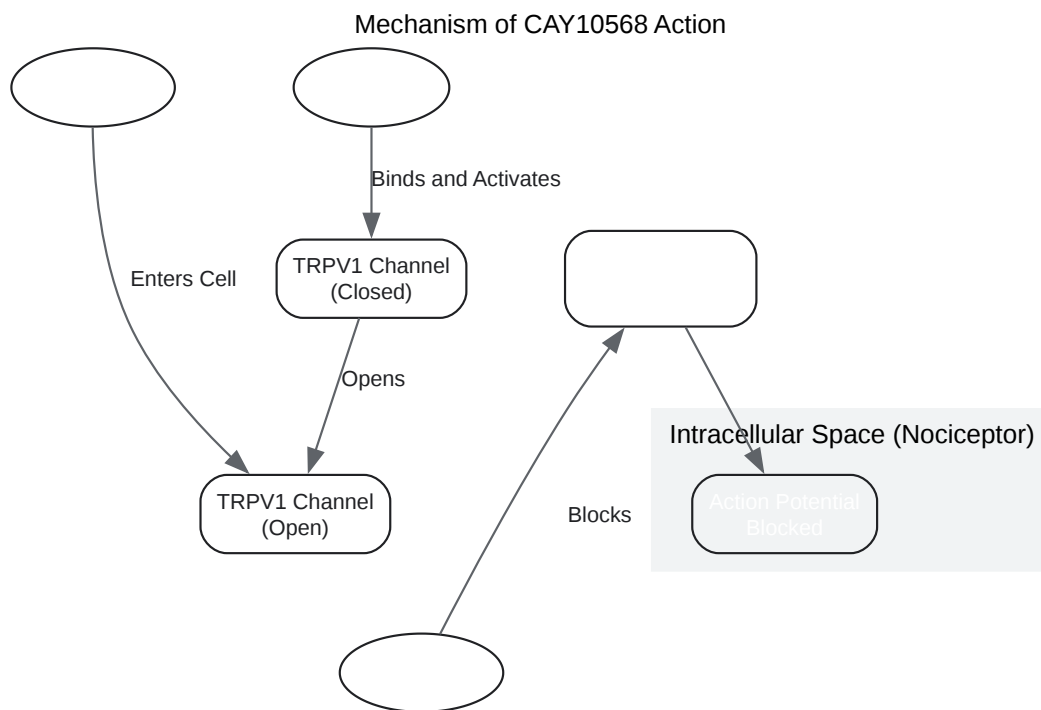 Mechanism of CAY10568 Action
Binds and Activates
Enters Cell
TRPV1 Channel
(Closed)
Opens
Intracellular Space (Nociceptor)
TRPV1 Channel
(Open)
Blocks
Action Potential
Blocked